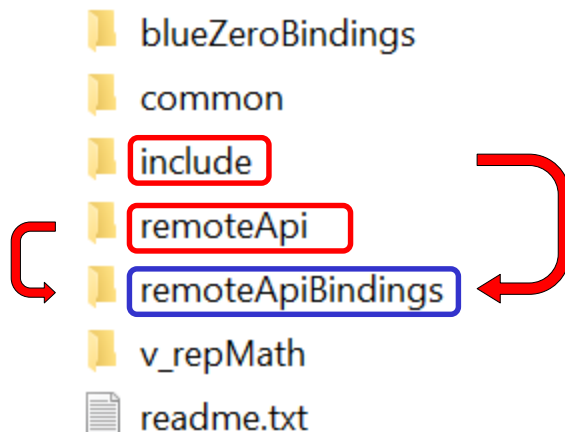 blueZeroBindings
common
include
remoteApi
remoteApiBindings
v_repMath
readme.txt